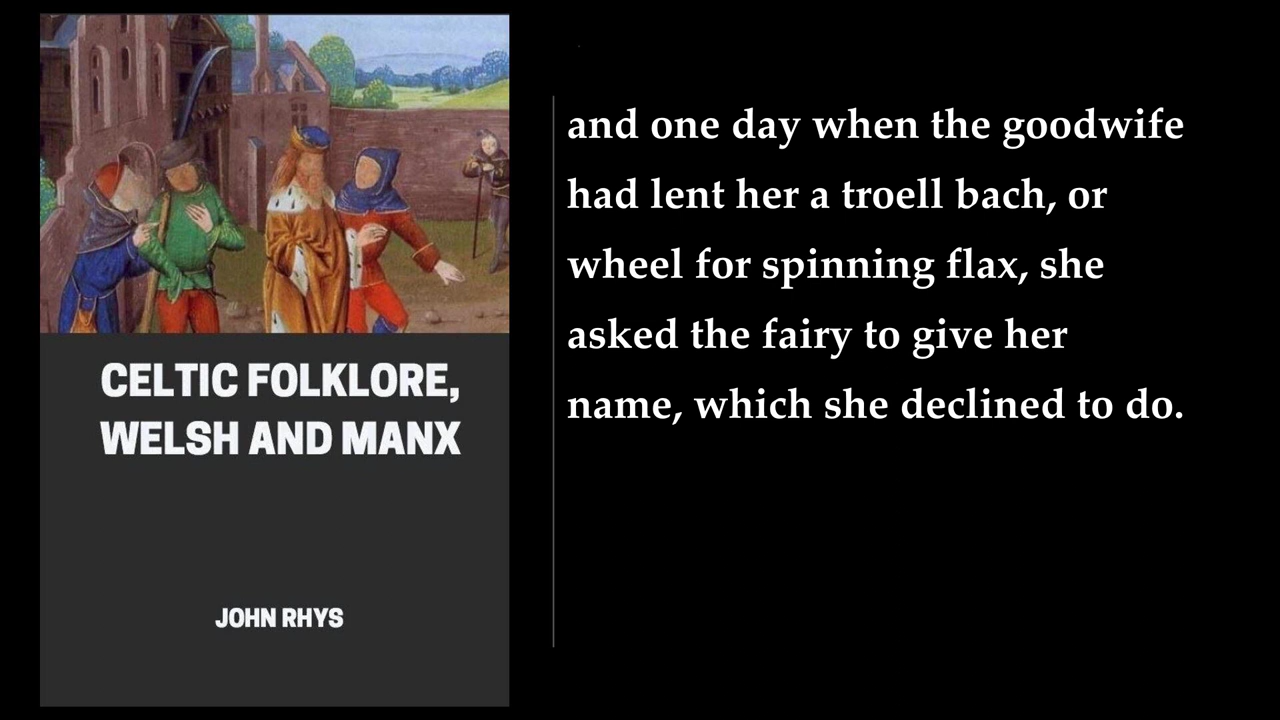 CELTIC FOLKLORE,
WELSH AND MANX
JOHN RHYS
and one day when the goodwife
had lent her a troell bach, or
wheel for spinning flax, she
asked the fairy to give her
name, which she declined to do.